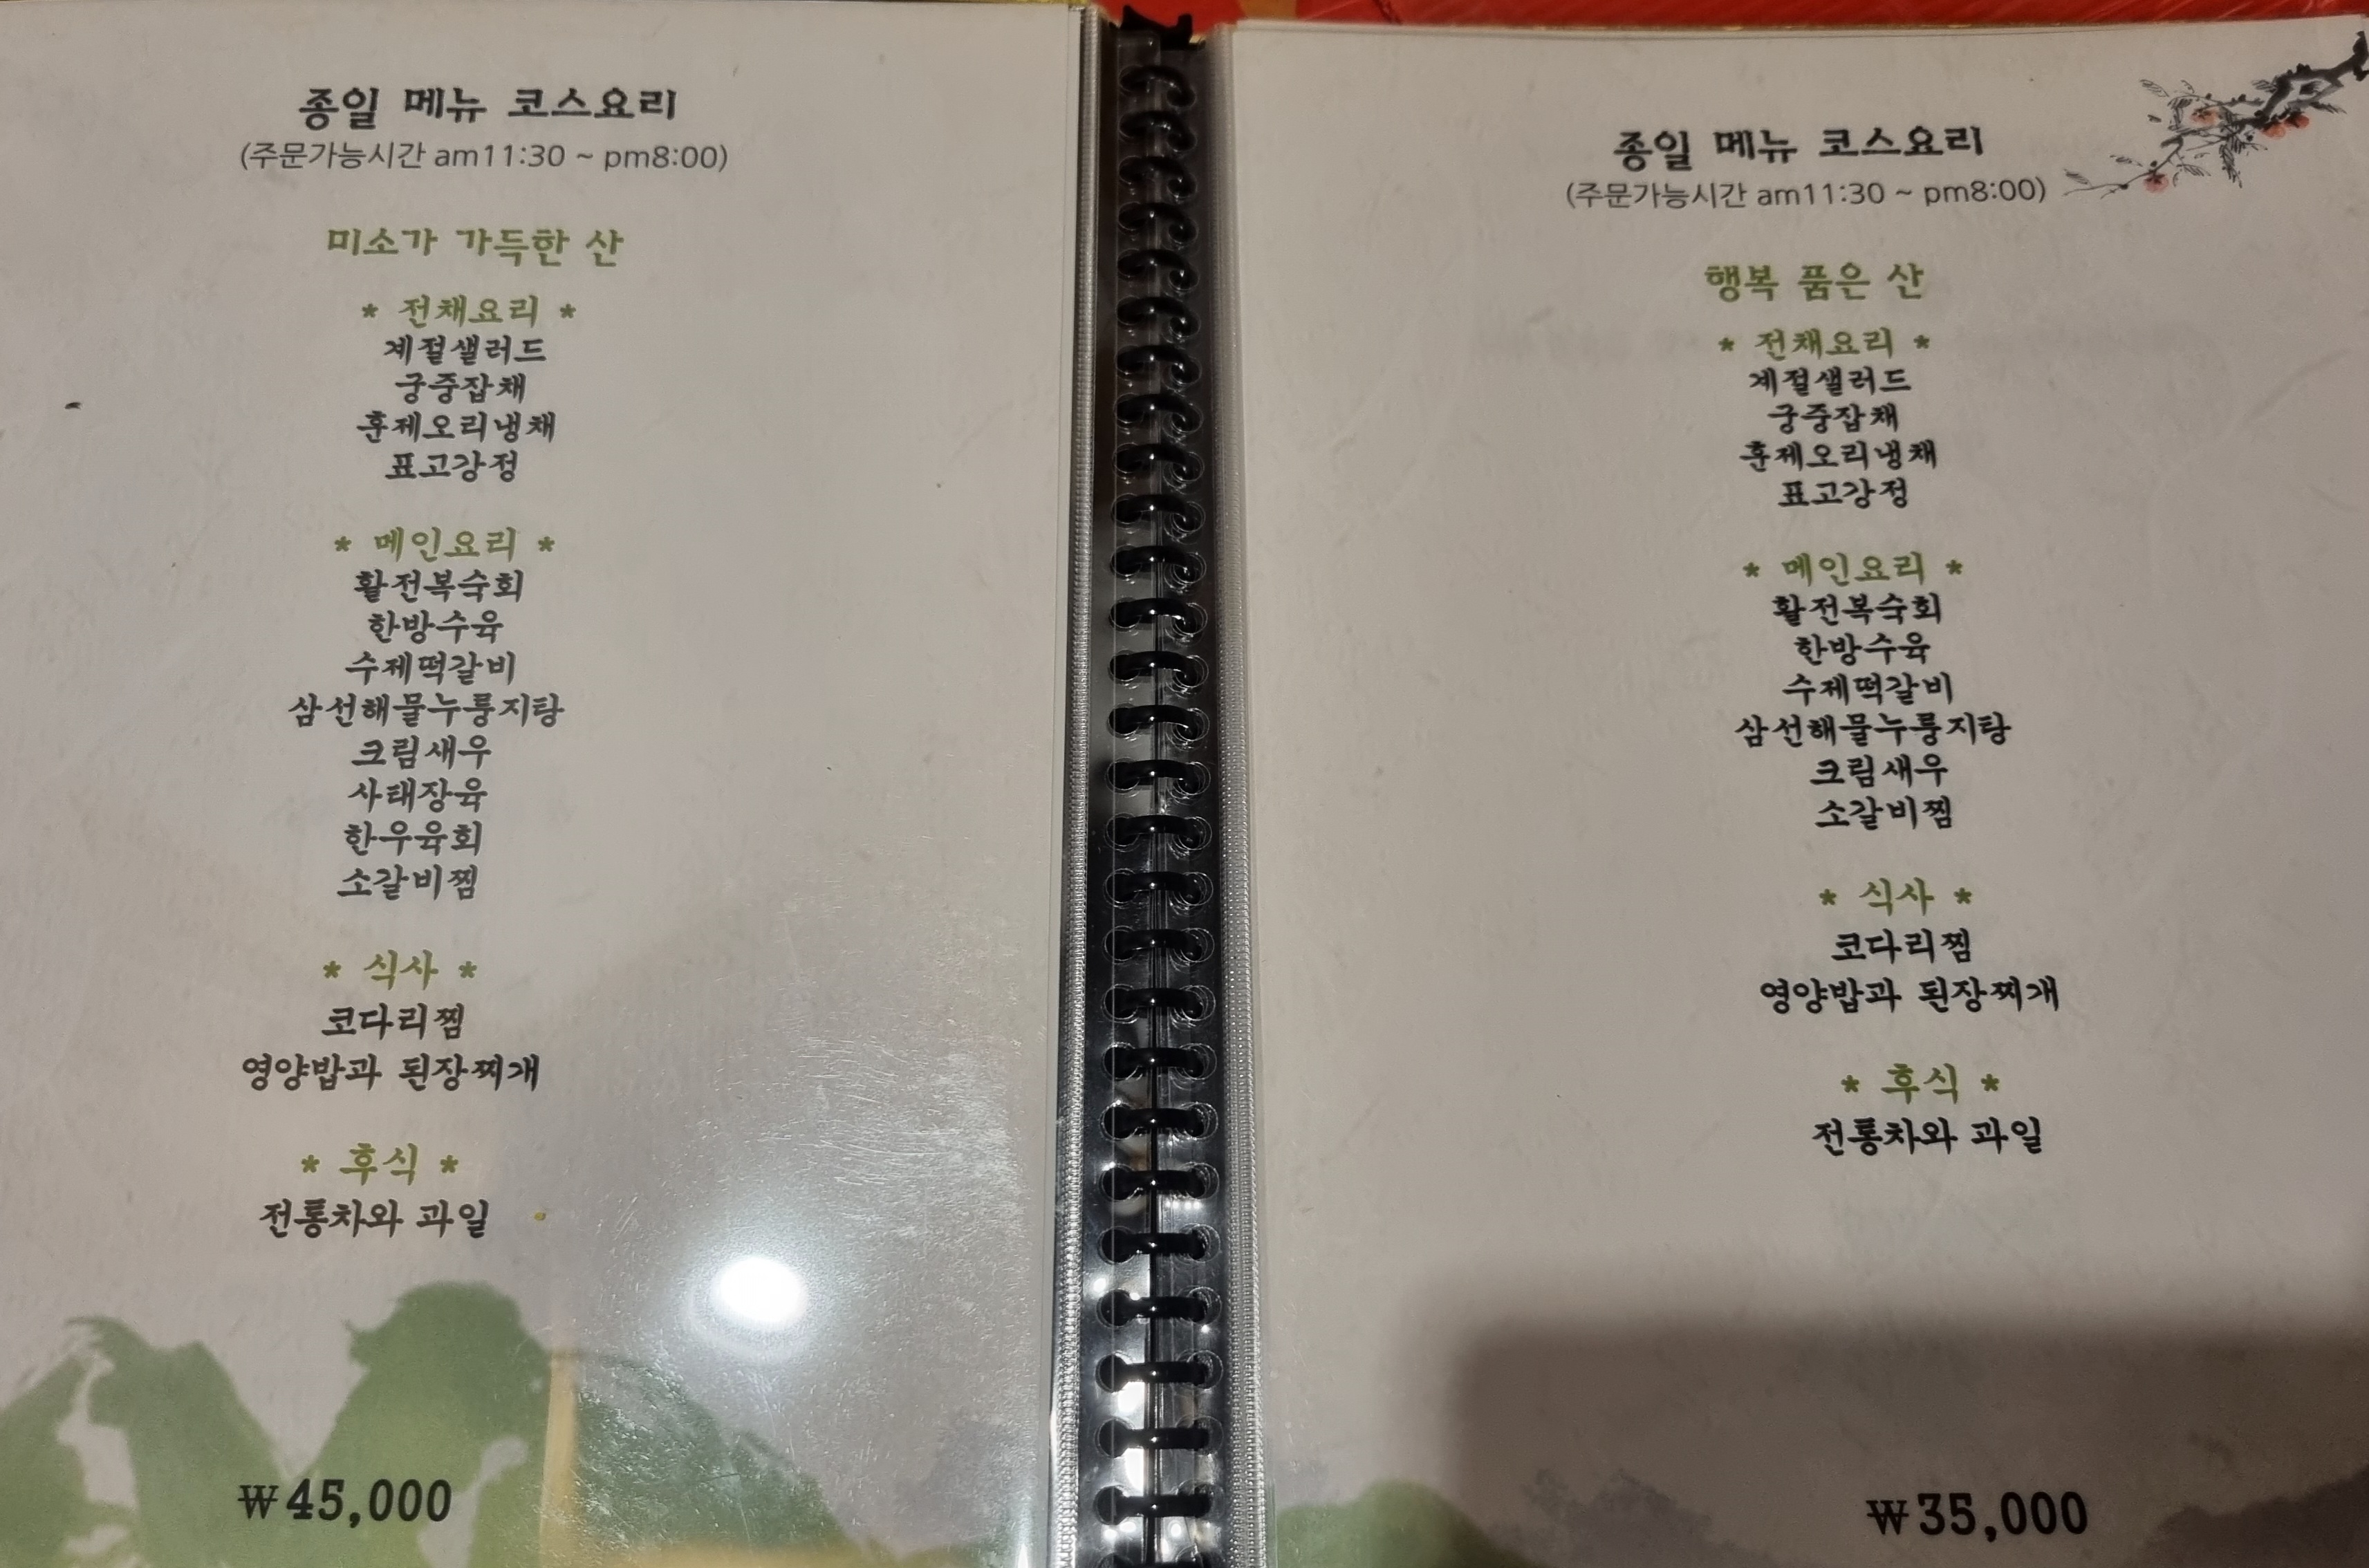 종일 메뉴 코스요리
(주문가능시간 am11:30 ~ pm8:00)
미소가 가득한 산
* 전채요리 *
계절샐러드
궁중잡채
훈제오리냉채
표고강정
* 메인요리 *
활전복숙회
한방수육
수제떡갈비
삼선해물누룽지탕
크림새우
사태장육
한우육회
소갈비찜
* 식사 *
코다리찜
영양밥과 된장찌개
* 후식 *
전통차와 과일
₩45,000
종일 메뉴 코스요리
(주문가능시간 am11:30 ~ pm8:00)
행복 품은 산
* 전채요리 *
계절샐러드
궁중잡채
훈제오리냉채
표고강정
* 메인요리 *
활전복숙회
한방수육
수제떡갈비
삼선해물누룽지탕
크림새우
소갈비찜
* 식사 *
코다리찜
영양밥과 된장찌개
* 후식 *
전통차와 과일
₩35,000